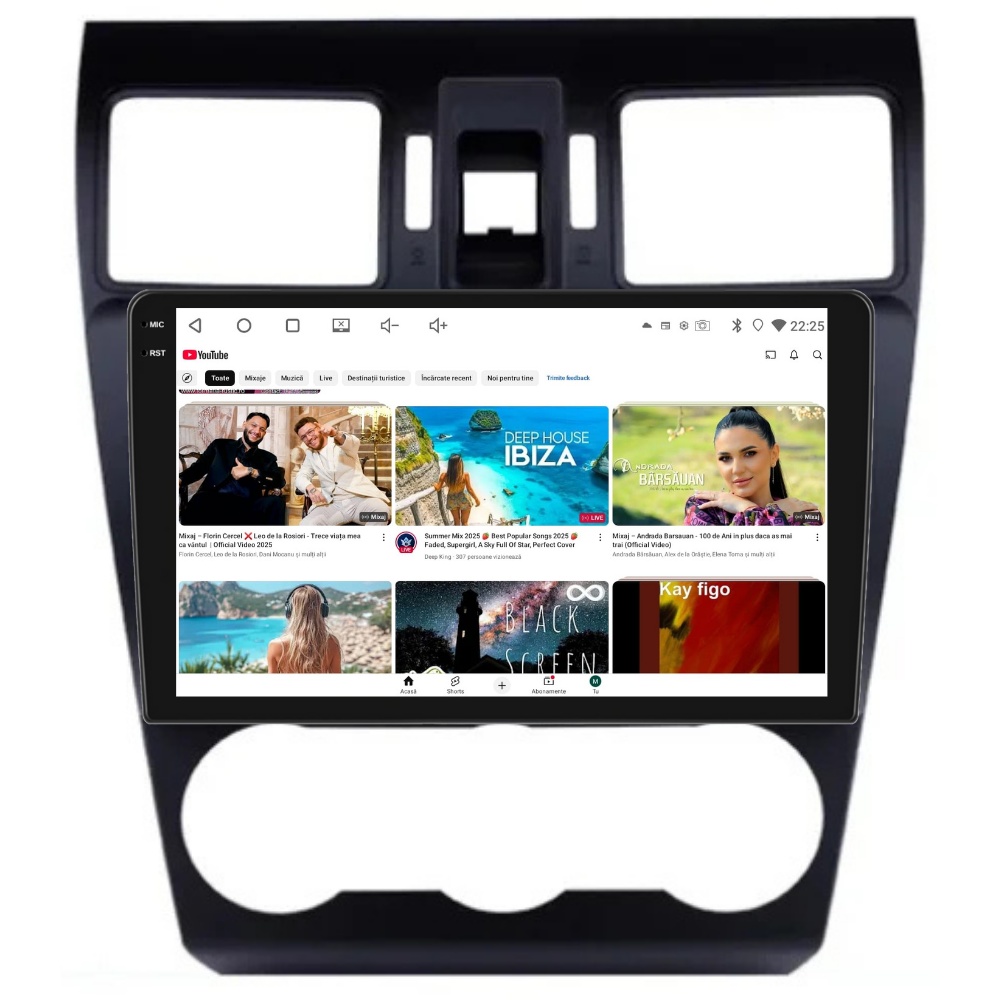 MIC
22:25
RST
YouTube
Toate Mixaje Muzică Live Destinații turistice Încărcate recent Noi pentru tine Trimite feedback
DEEP HOUSE
IBIZA
ANDRADA
BÂRSĂUAN
Mixaj
LIVE
Mixaj
Mixaj – Florin Cercel ❌ Leo de la Rosiori - Trece viața mea
ca vântul | Official Video 2025
Florin Cercel, Leo de la Rosiori, Dani Mocanu și mulți alții
LIVE
Summer Mix 2025 🍓 Best Popular Songs 2025 🍓
Faded, Supergirl, A Sky Full Of Star, Perfect Cover
Deep King · 307 persoane vizionează
Mixaj – Andrada Barsauan - 100 de Ani in plus daca as mai
trai (Official Video)
Andrada Bârsăuan, Alex de la Orăștie, Elena Toma și mulți alții
BLACK
SCREEN
Kay figo
Acasă Shorts Abonamente M Tu